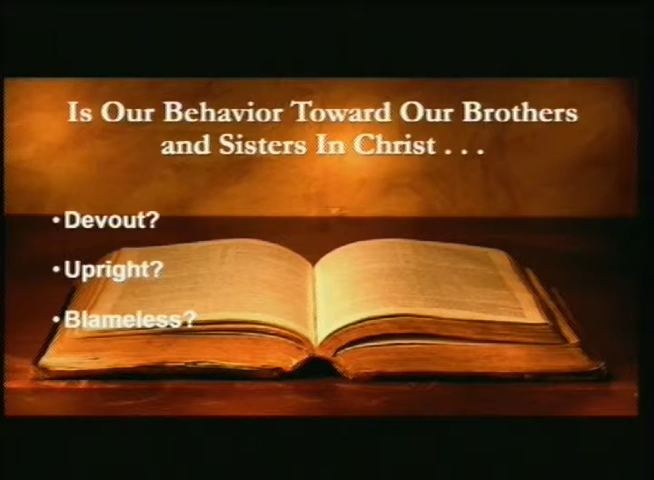 Is Our Behavior Toward Our Brothers
and Sisters In Christ . . .
• Devout?
• Upright?
• Blameless?